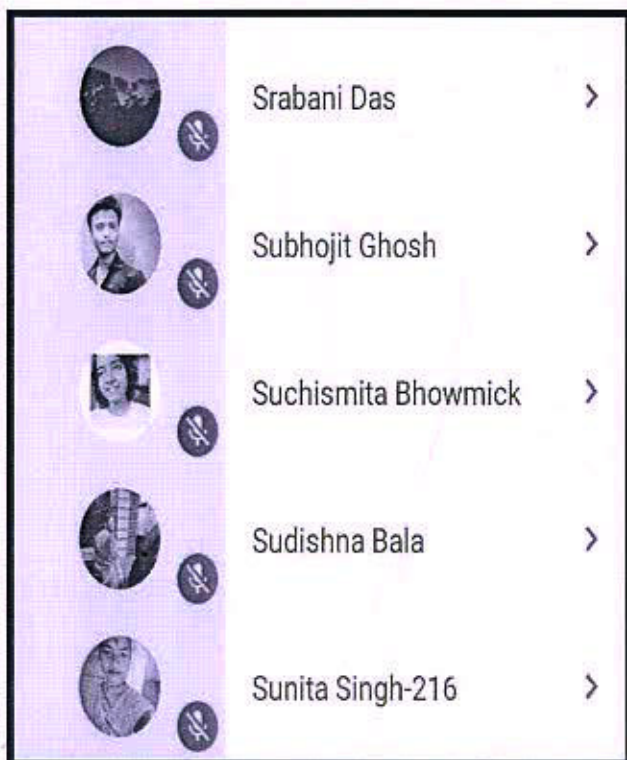 Srabani Das
Subhojit Ghosh
Suchismita Bhowmick
Sudishna Bala
Sunita Singh-216